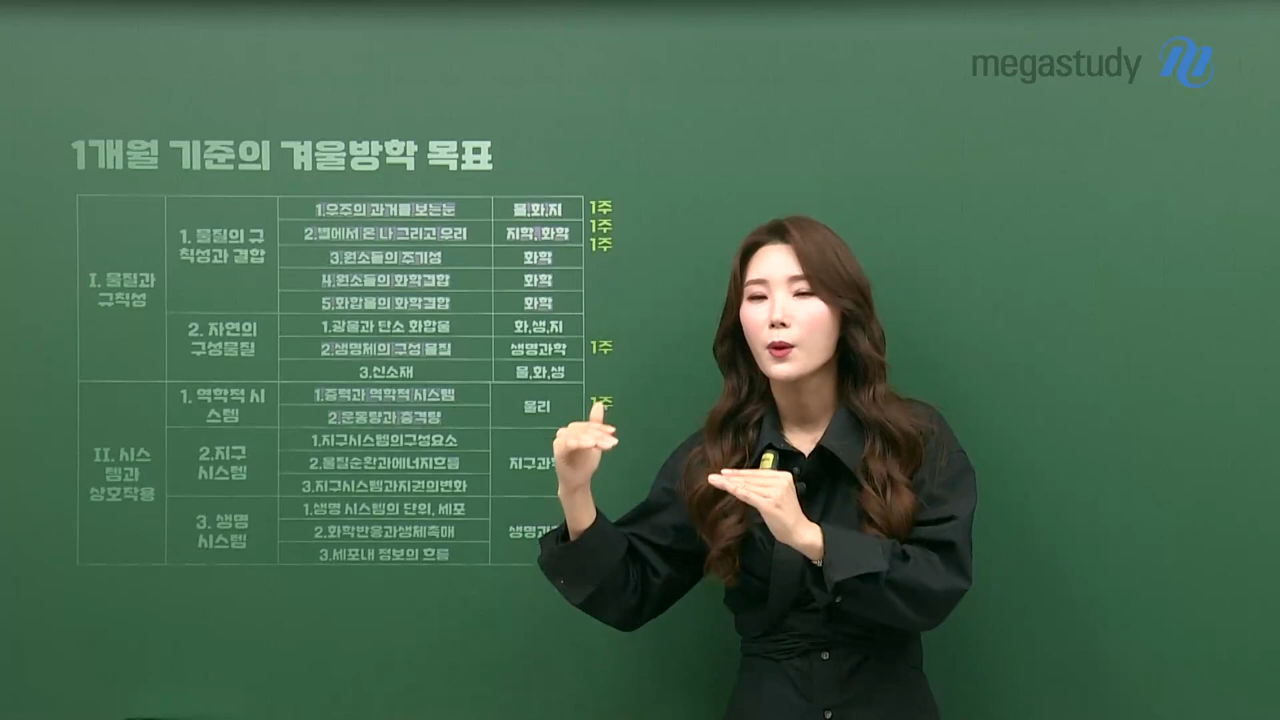 megastudy
1개월 기준의 겨울방학 목표
I. 물질과
규칙성
1. 물질의 규
칙성과 결합
1.우주의 과거를 보는눈
물,화,지
1주
2.별에서 온 나 그리고 우리
지학,화학
1주
3.원소들의 주기성
화학
1주
4.원소들의 화학결합
화학
5.화합물의 화학결합
화학
2. 자연의
구성물질
1.광물과 탄소 화합물
화,생,지
2.생명체의 구성 물질
생명과학
1주
3.신소재
물,화,생
II. 시스
템과
상호작용
1. 역학적 시
스템
1.중력과 역학적 시스템
2.운동량과 충격량
물리
2.지구
시스템
1.지구시스템의구성요소
2.물질순환과에너지흐름
3.지구시스템과지권의변화
지구과
3. 생명
시스템
1.생명 시스템의 단위, 세포
2.화학반응과생체촉매
3.세포내 정보의 흐름
생명과